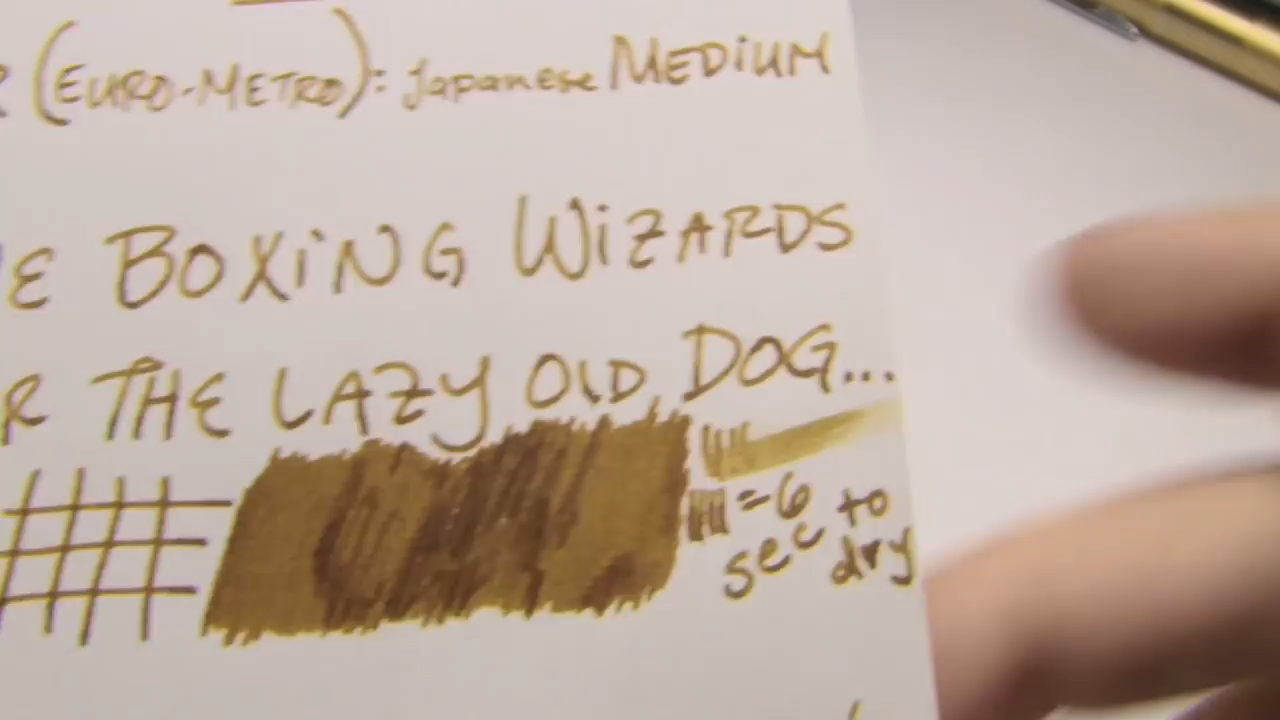 R (EURO-METRO): Japanese MEDIUM
E BOXING WIZARDS
R THE LAZY OLD DOG...
= 6 sec to dry